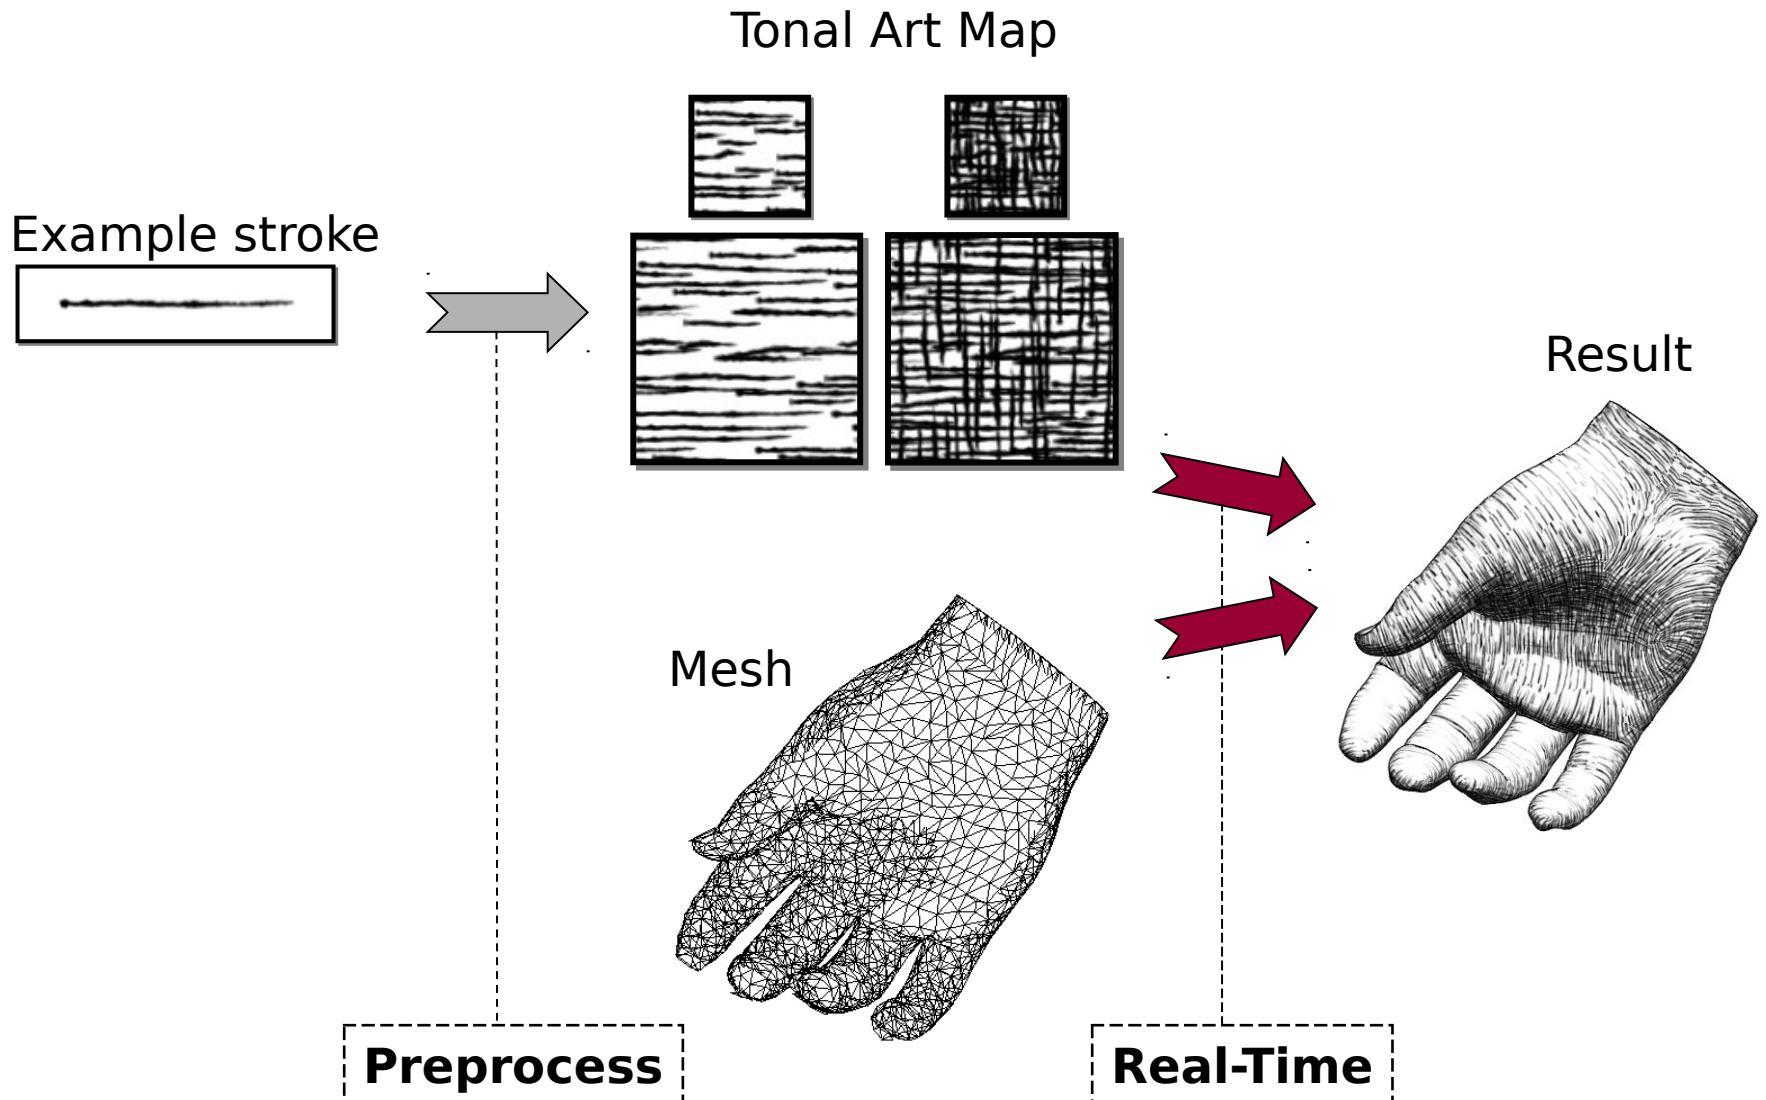 Tonal Art Map
Example stroke
Result
Mesh
Preprocess
Real-Time